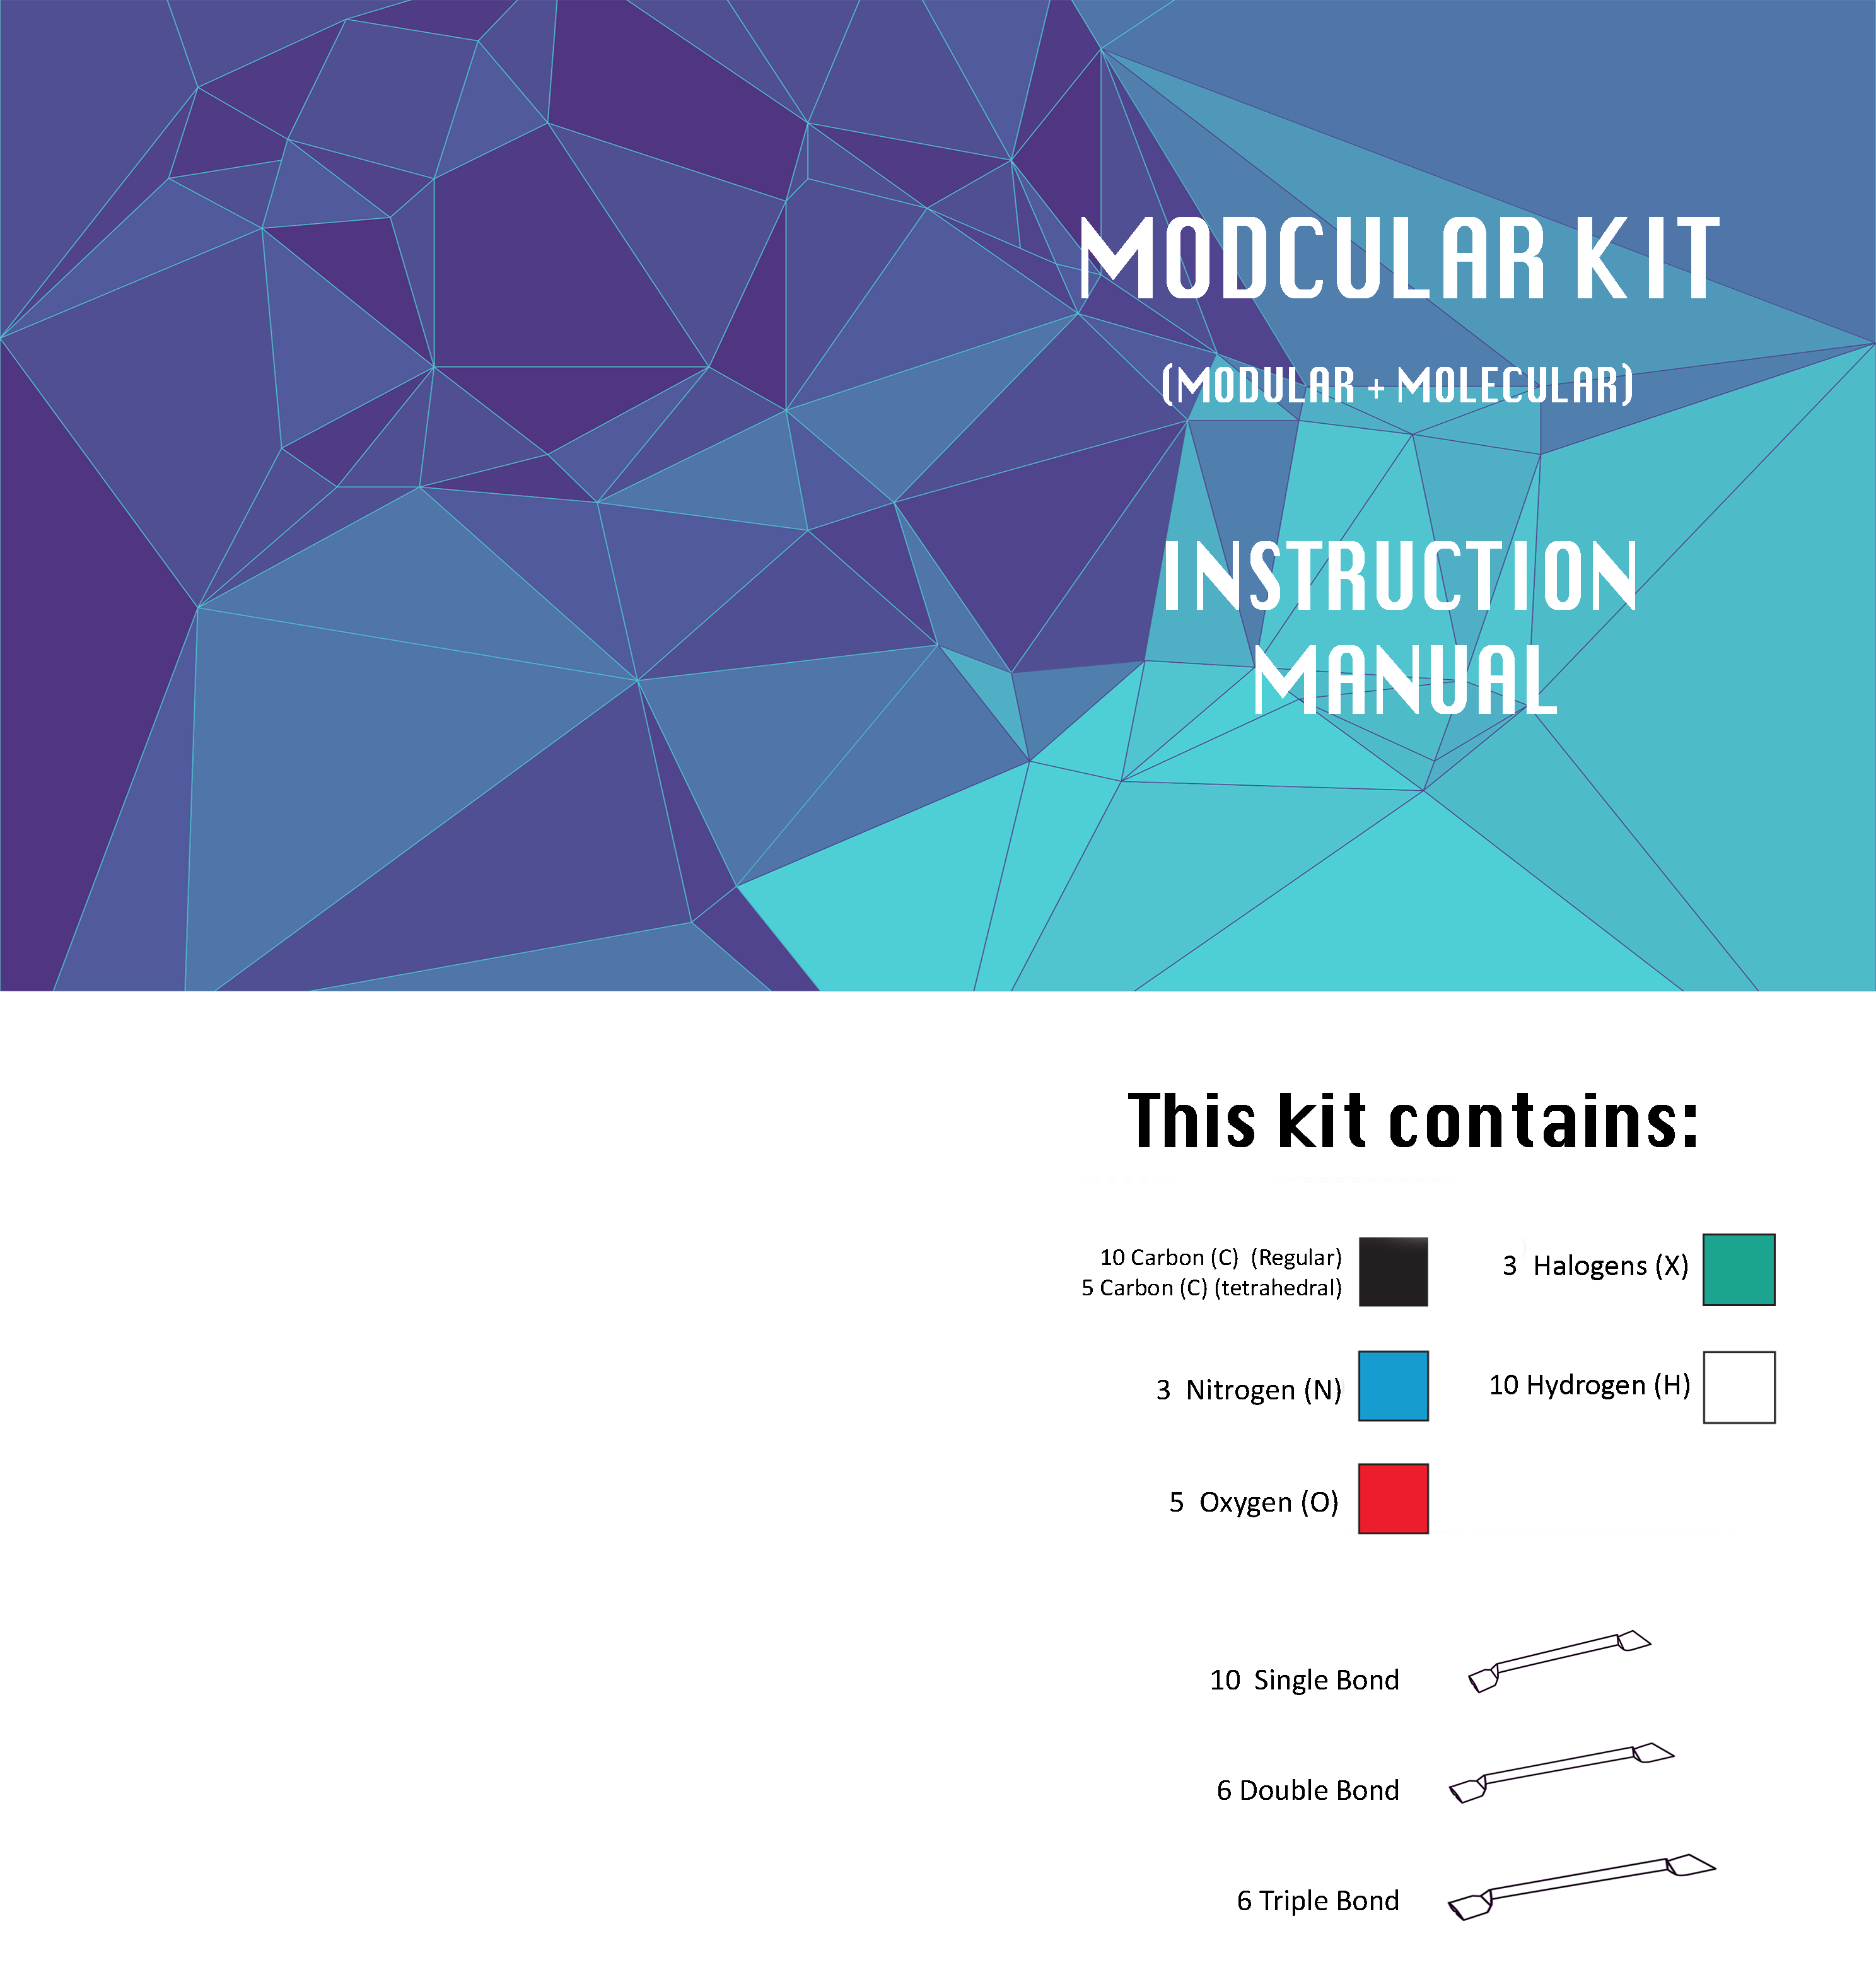 MODCULAR KIT
(MODULAR + MOLECULAR)
INSTRUCTION
MANUAL
This kit contains:
10 Carbon (C) (Regular)
5 Carbon (C) (tetrahedral)
3 Halogens (X)
3 Nitrogen (N)
10 Hydrogen (H)
5 Oxygen (O)
10 Single Bond
6 Double Bond
6 Triple Bond